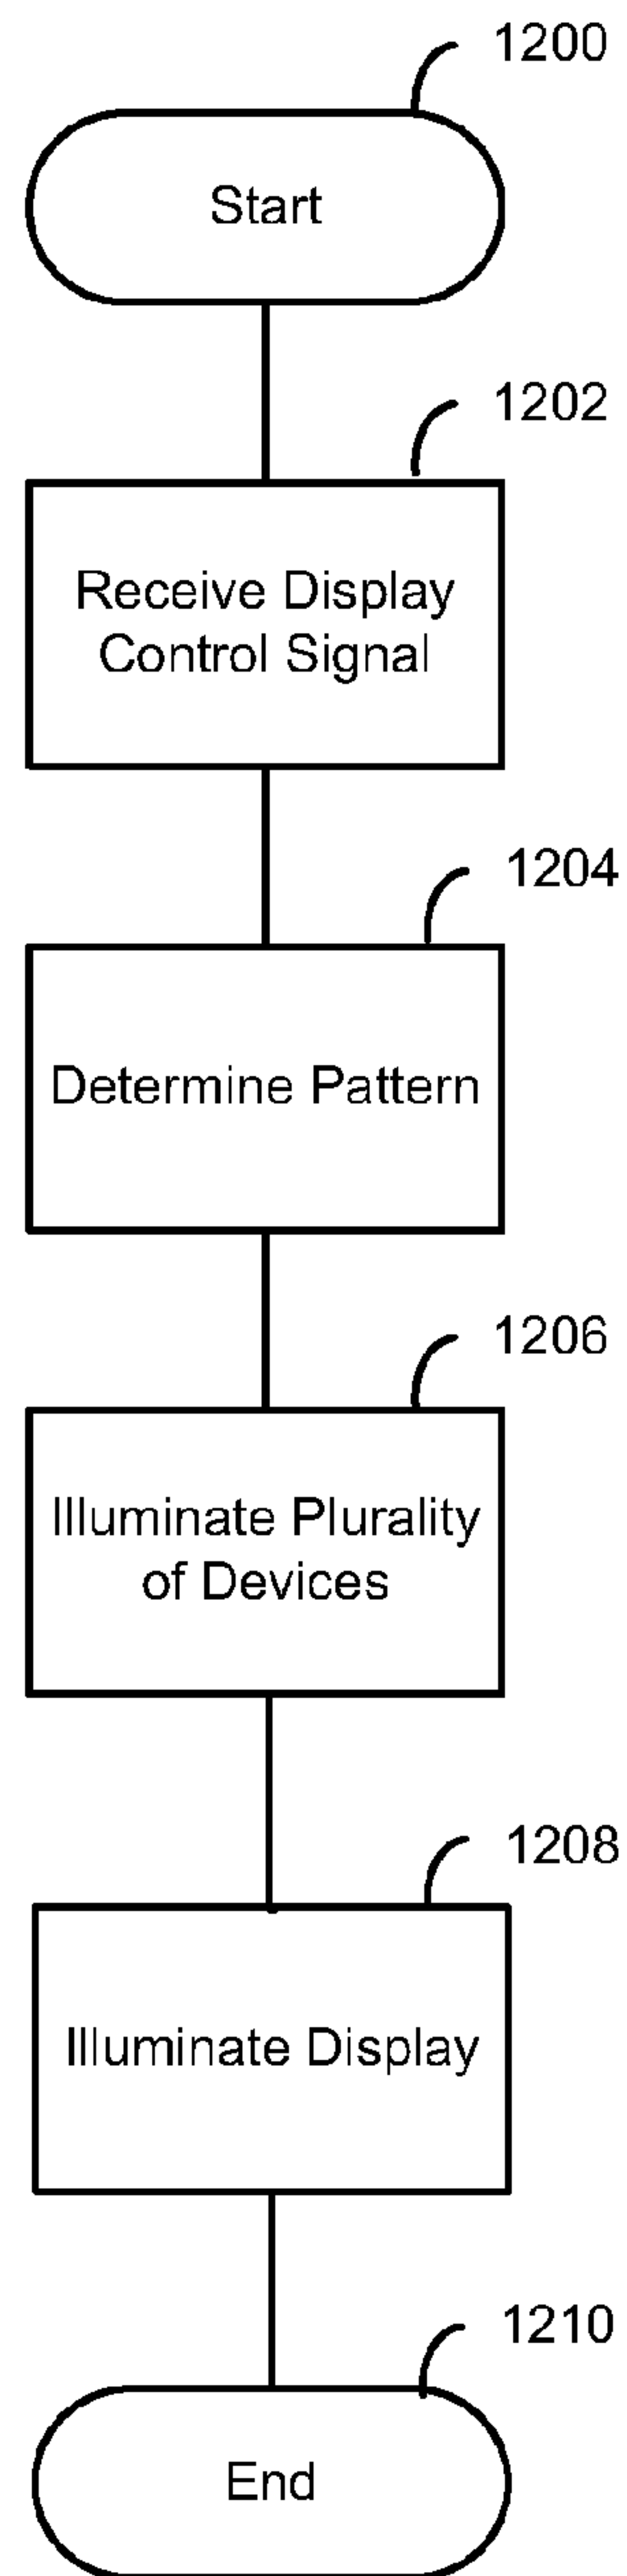 1200
Start
1202
Receive Display
Control Signal
1204
Determine Pattern
1206
Illuminate Plurality
of Devices
1208
Illuminate Display
1210
End